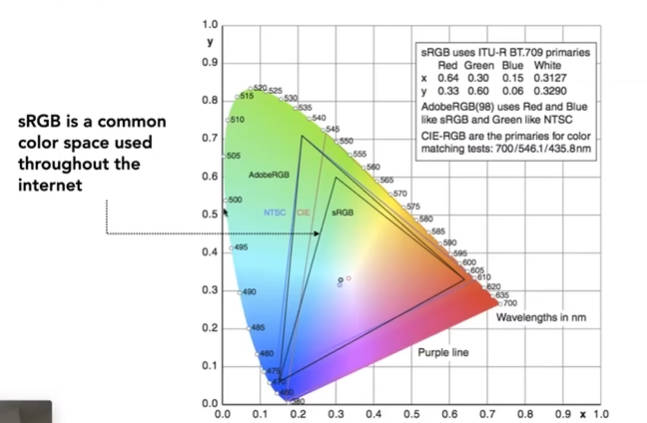 sRGB is a common
color space used
throughout the
internet
1.0
y
0.9
0.8
0.7
0.6
0.5
0.4
0.3
0.2
0.1
0.0
0.0 0.1 0.2 0.3 0.4 0.5 0.6 0.7 0.8 0.9 x 1.0
sRGB uses ITU-R BT.709 primaries
Red Green Blue White
x 0.64 0.30 0.15 0.3127
y 0.33 0.60 0.06 0.3290
AdobeRGB(98) uses Red and Blue
like sRGB and Green like NTSC
CIE-RGB are the primaries for color
matching tests: 700/546.1/435.8nm
520
525
515
530
535
510
540
545
550
505
555
560
565
AdobeRGB
570
500
575
NTSC CIE sRGB
580
585
495
590
595
600
605
610
490
620
635
700
Wavelengths in nm
485
Purple line
480
475
460
380